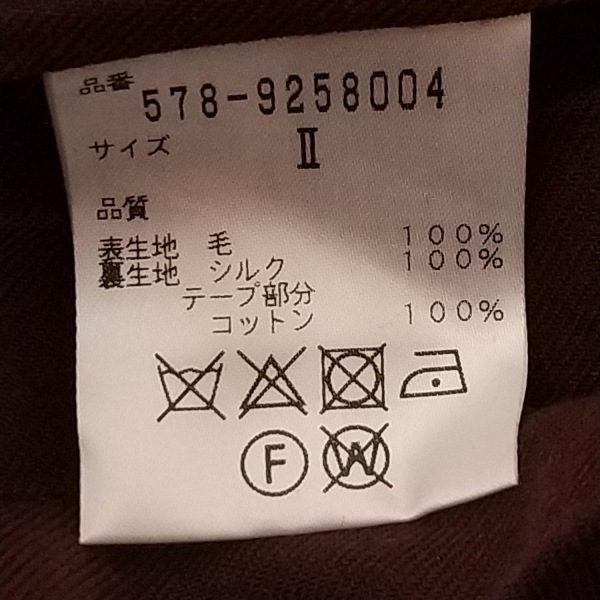 品番 578-9258004
サイズ Ⅱ
品質
表生地 毛 100%
裏生地 シルク 100%
テープ部分
コットン 100%
F W